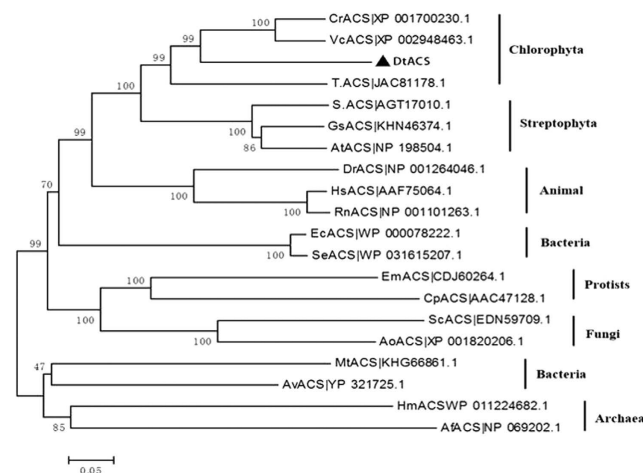 CrACS|XP 001700230.1
VcACS|XP 002948463.1
DtACS
T.ACS|JAC81178.1
Chlorophyta
S.ACS|AGT17010.1
GsACS|KHN46374.1
AtACS|NP 198504.1
Streptophyta
DrACS|NP 001264046.1
HsACS|AAF75064.1
RnACS|NP 001101263.1
Animal
EcACS|WP 000078222.1
SeACS|WP 031615207.1
Bacteria
EmACS|CDJ60264.1
CpACS|AAC47128.1
Protists
ScACS|EDN59709.1
AoACS|XP 001820206.1
Fungi
MtACS|KHG66861.1
AvACS|YP 321725.1
Bacteria
HmACSWP 011224682.1
AfACS|NP 069202.1
Archaea
100
99
99
100
100
86
99
100
100
70
100
99
100
100
100
47
85
0.05